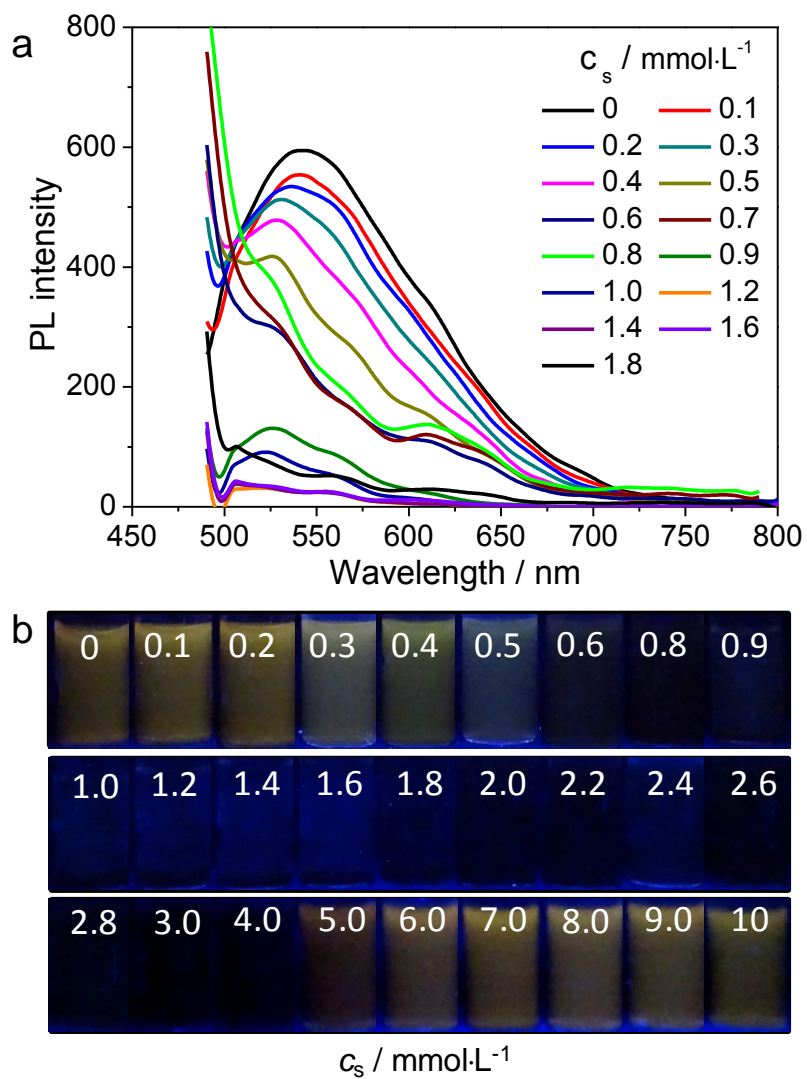 a
800
600
400
200
0
PL intensity
c s / mmol·L-1
0 0.1
0.2 0.3
0.4 0.5
0.6 0.7
0.8 0.9
1.0 1.2
1.4 1.6
1.8
450 500 550 600 650 700 750 800
Wavelength / nm
b
0 0.1 0.2 0.3 0.4 0.5 0.6 0.8 0.9
1.0 1.2 1.4 1.6 1.8 2.0 2.2 2.4 2.6
2.8 3.0 4.0 5.0 6.0 7.0 8.0 9.0 10
cs / mmol·L-1